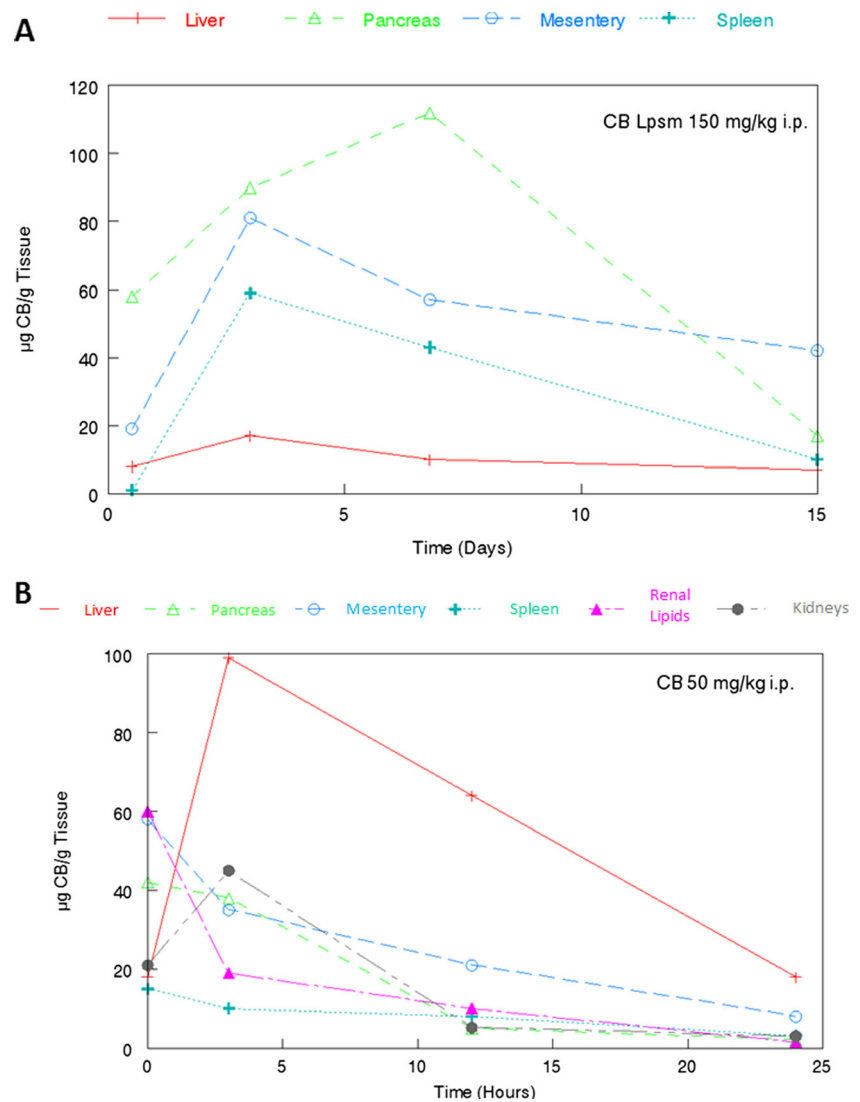 A
Liver Pancreas Mesentery Spleen
120
100
80
60
40
20
0
µg CB/g Tissue
CB Lpsm 150 mg/kg i.p.
0 5 10 15
Time (Days)
B
Liver Pancreas Mesentery Spleen Renal Lipids Kidneys
100
80
60
40
20
0
µg CB/g Tissue
CB 50 mg/kg i.p.
0 5 10 15 20 25
Time (Hours)